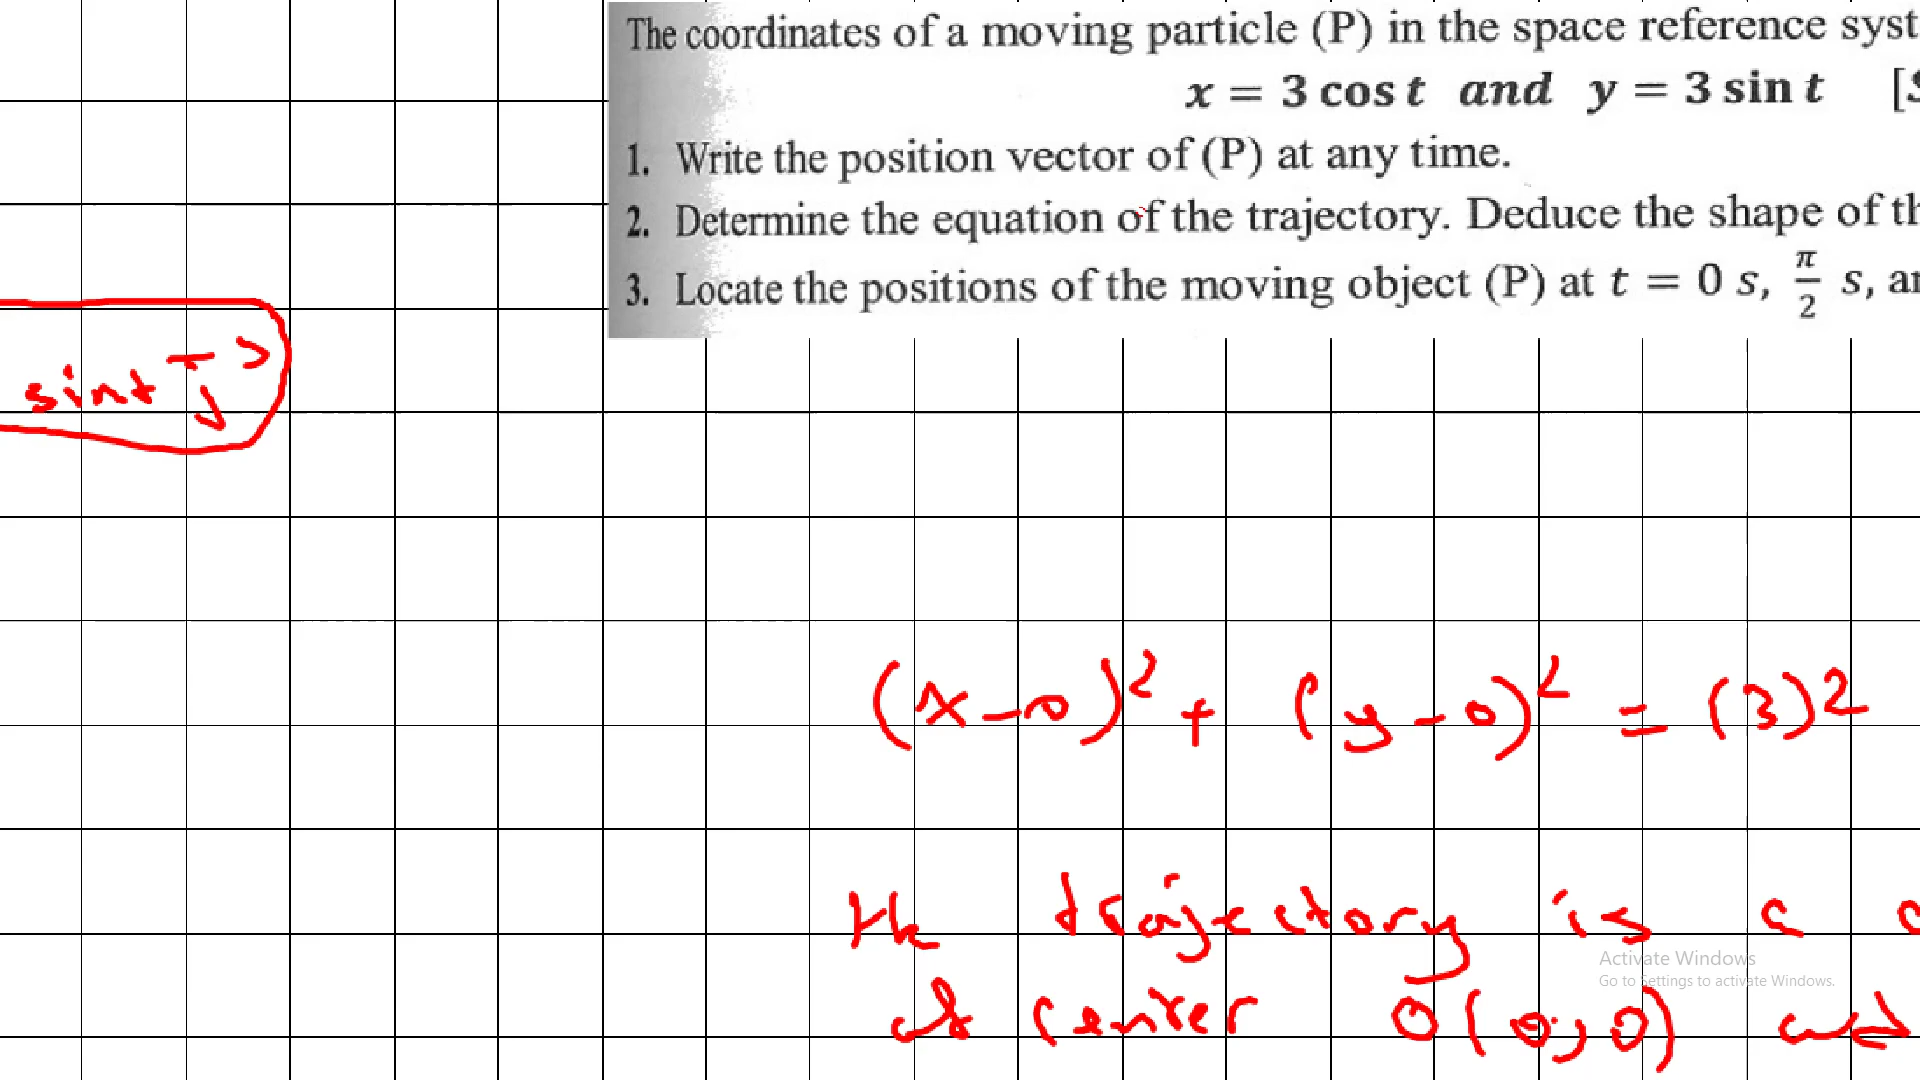 The coordinates of a moving particle (P) in the space reference syst
x = 3 cos t and y = 3 sin t [S
1. Write the position vector of (P) at any time.
2. Determine the equation of the trajectory. Deduce the shape of th
3. Locate the positions of the moving object (P) at t = 0 s, π/2 s, an
sint j
(x-0)² + (y-0)² = (3)²
the trajectory is a c
Activate Windows
Go to Settings to activate Windows.
of center O(0;0) and